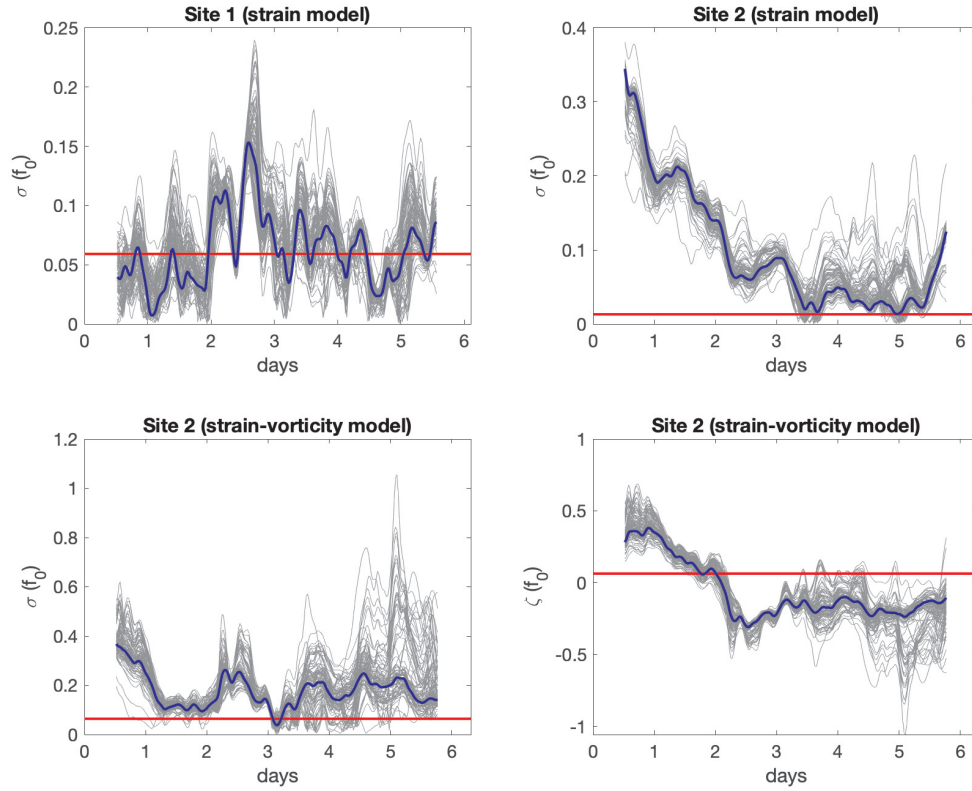 Site 1 (strain model)
0.25
0.2
0.15
0.1
0.05
0
σ (f₀)
0 1 2 3 4 5 6
days
Site 2 (strain model)
0.4
0.3
0.2
0.1
0
σ (f₀)
0 1 2 3 4 5 6
days
Site 2 (strain-vorticity model)
1.2
1
0.8
0.6
0.4
0.2
0
σ (f₀)
0 1 2 3 4 5 6
days
Site 2 (strain-vorticity model)
1
0.5
0
-0.5
-1
ζ (f₀)
0 1 2 3 4 5 6
days